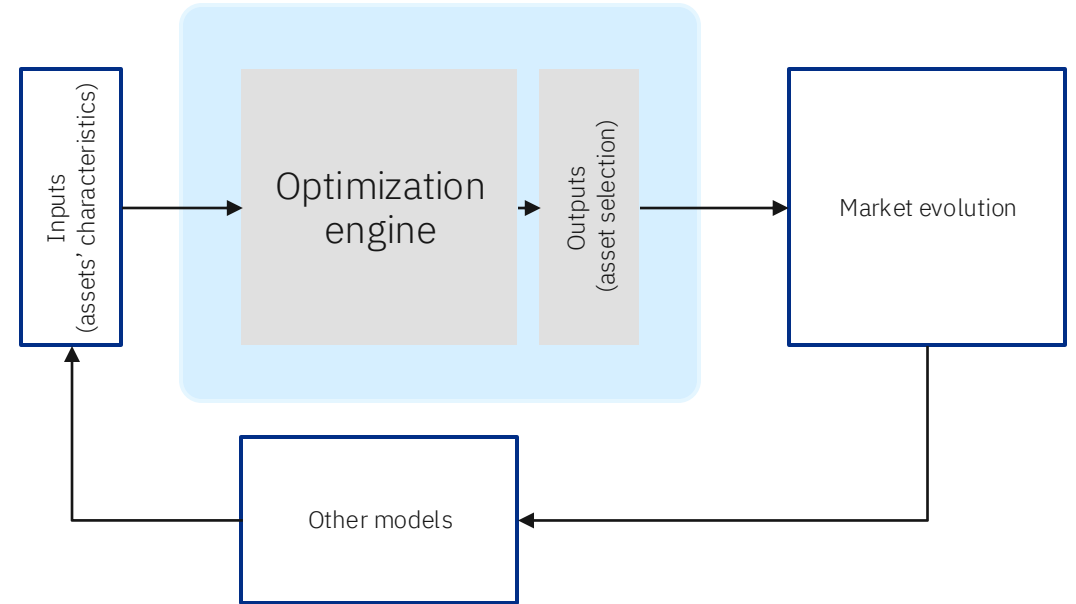 Inputs
(assets’ characteristics)
Optimization
engine
Outputs
(asset selection)
Market evolution
Other models